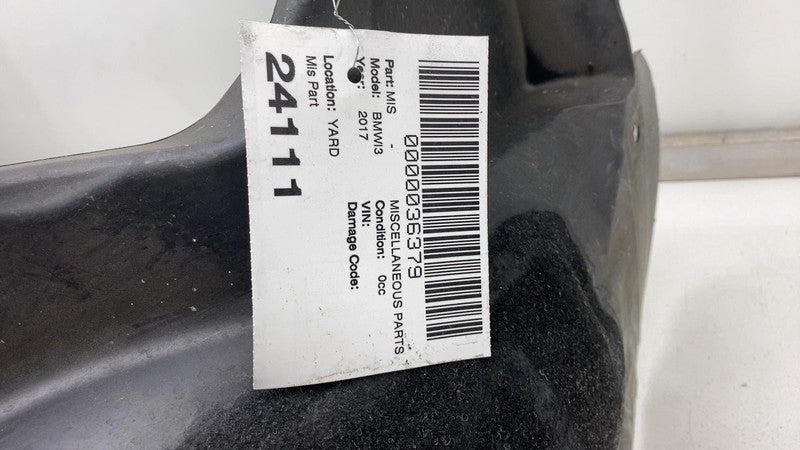 0000036379
Part: MIS - MISCELLANEOUS PARTS
Model: BMWI3 Condition: 0cc
Year: 2017 VIN:
Damage Code:
Location: YARD
Mis Part
24111